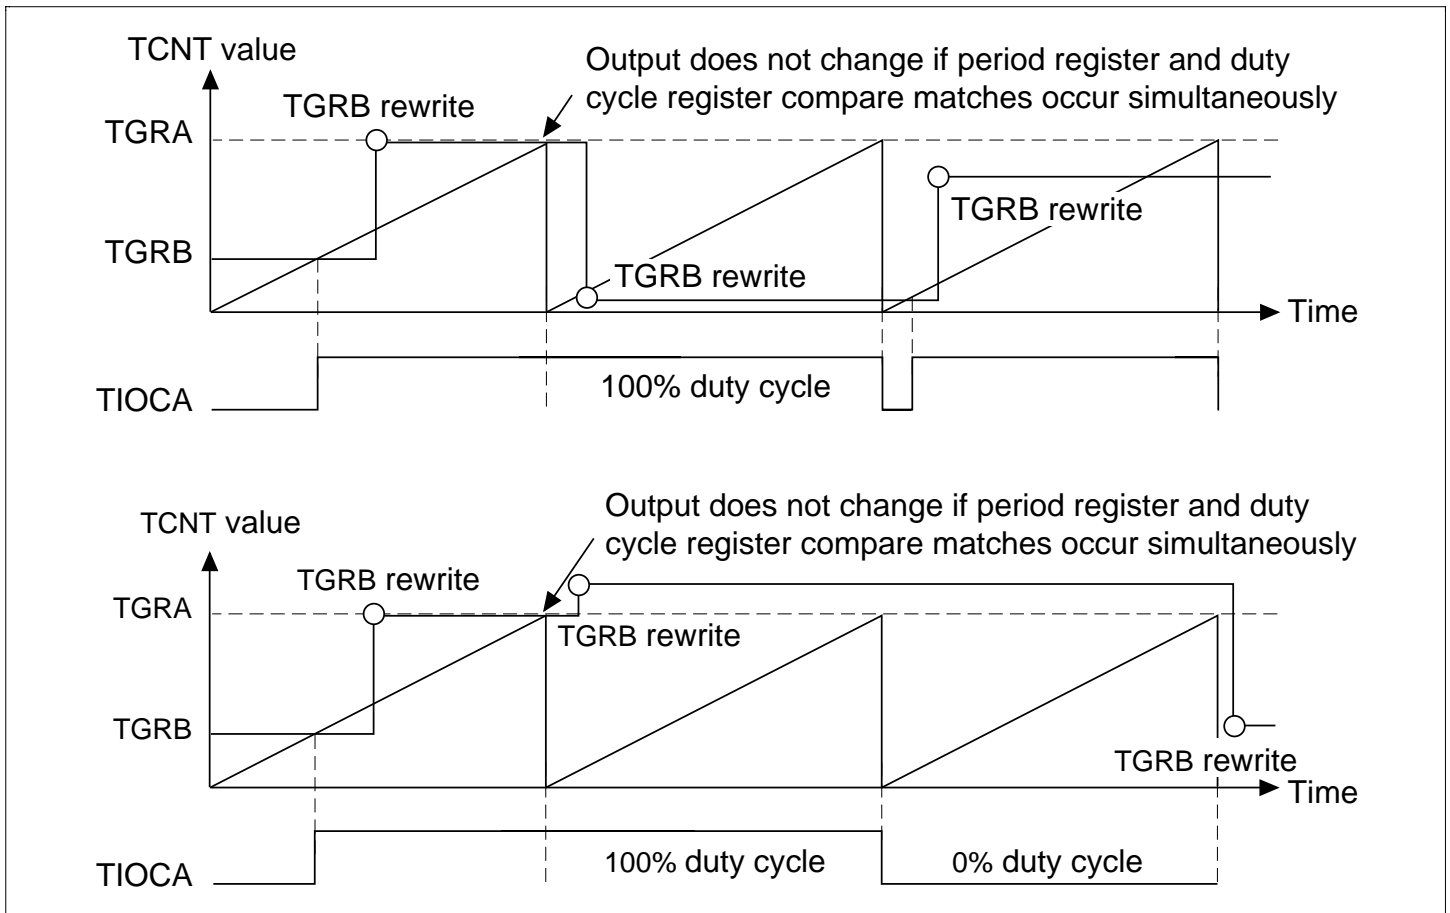 TCNT value
Output does not change if period register and duty
cycle register compare matches occur simultaneously
TGRB rewrite
TGRA
TGRB rewrite
TGRB
TGRB rewrite
Time
TIOCA
100% duty cycle
Output does not change if period register and duty
cycle register compare matches occur simultaneously
TCNT value
TGRB rewrite
TGRA
TGRB rewrite
TGRB
TGRB rewrite
Time
TIOCA
100% duty cycle
0% duty cycle